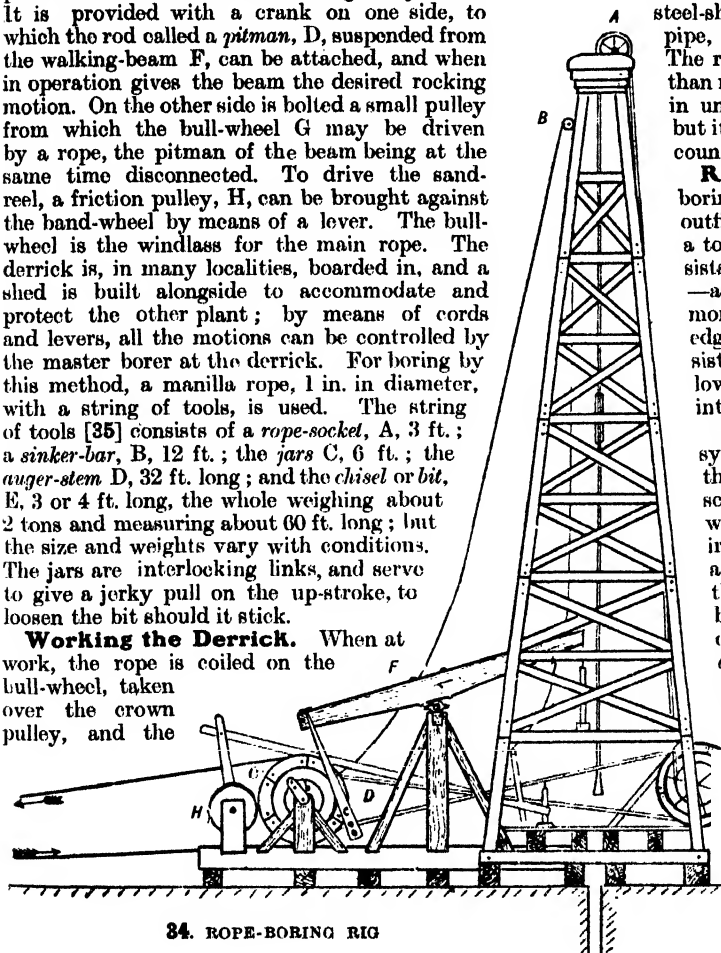 It is provided with a crank on one side, to
which the rod called a pitman, D, suspended from
the walking-beam F, can be attached, and when
in operation gives the beam the desired rocking
motion. On the other side is bolted a small pulley
from which the bull-wheel G may be driven
by a rope, the pitman of the beam being at the
same time disconnected. To drive the sand-
reel, a friction pulley, H, can be brought against
the band-wheel by means of a lever. The bull-
wheel is the windlass for the main rope. The
derrick is, in many localities, boarded in, and a
shed is built alongside to accommodate and
protect the other plant; by means of cords
and levers, all the motions can be controlled by
the master borer at the derrick. For boring by
this method, a manilla rope, 1 in. in diameter,
with a string of tools, is used. The string
of tools [35] consists of a rope-socket, A, 3 ft.;
a sinker-bar, B, 12 ft.; the jars C, 6 ft.; the
auger-stem D, 32 ft. long; and the chisel or bit,
E, 3 or 4 ft. long, the whole weighing about
2 tons and measuring about 60 ft. long; but
the size and weights vary with conditions.
The jars are interlocking links, and serve
to give a jerky pull on the up-stroke, to
loosen the bit should it stick.
Working the Derrick. When at
work, the rope is coiled on the
bull-wheel, taken
over the crown
pulley, and the
A
B
F
G
D
H
34. ROPE-BORING RIG
steel-sh
pipe,
The r
than
in un
but it
coun
R
borin
outf
a to
sist
—a
mor
edg
sist
lov
int
sy
th
sc
w
in
a
t